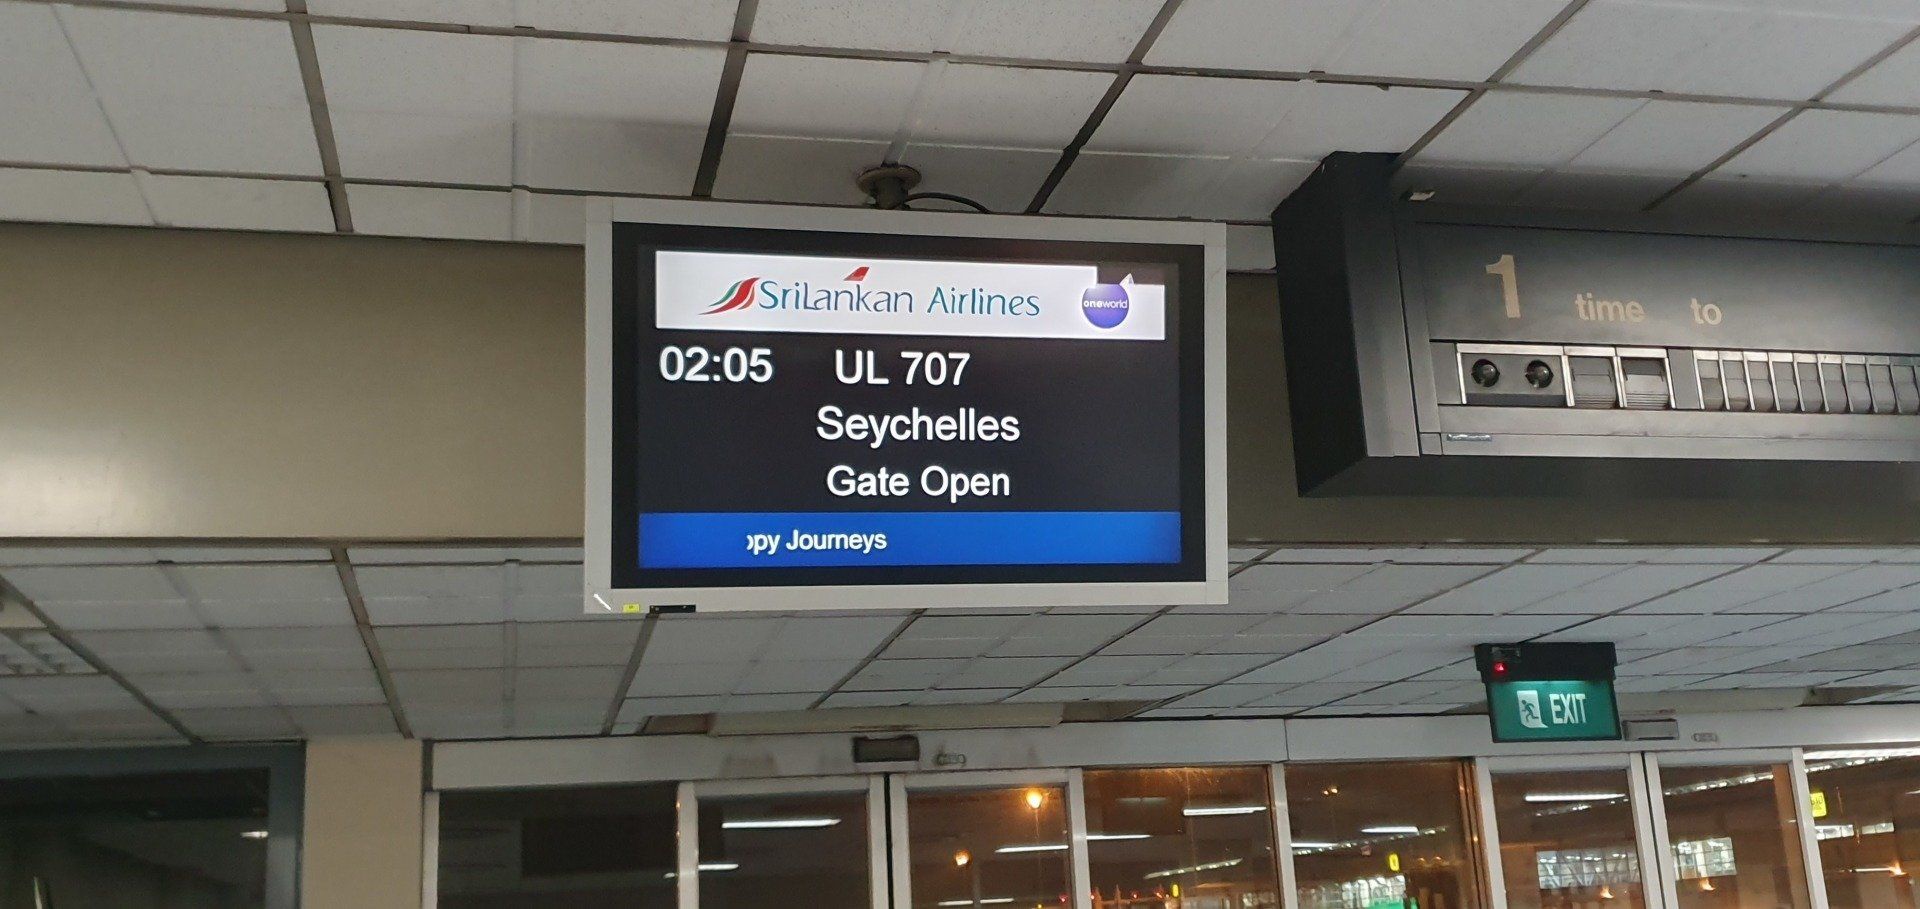 SriLankan Airlines
oneworld
02:05 UL 707
Seychelles
Gate Open
py Journeys
1 time to
EXIT